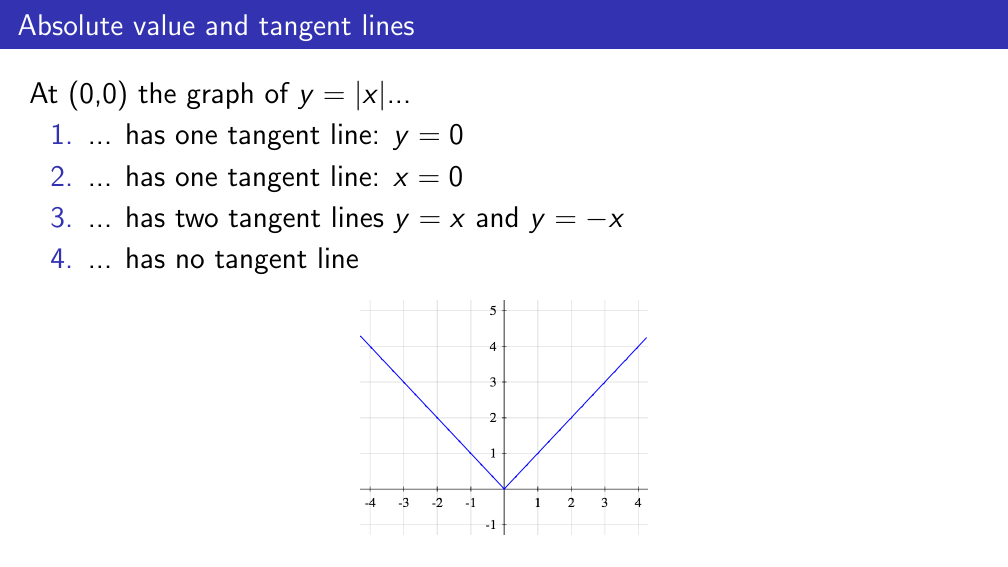 Absolute value and tangent lines
At (0,0) the graph of y = |x|...
1. ... has one tangent line: y = 0
2. ... has one tangent line: x = 0
3. ... has two tangent lines y = x and y = −x
4. ... has no tangent line
5
4
3
2
1
-4 -3 -2 -1 1 2 3 4
-1